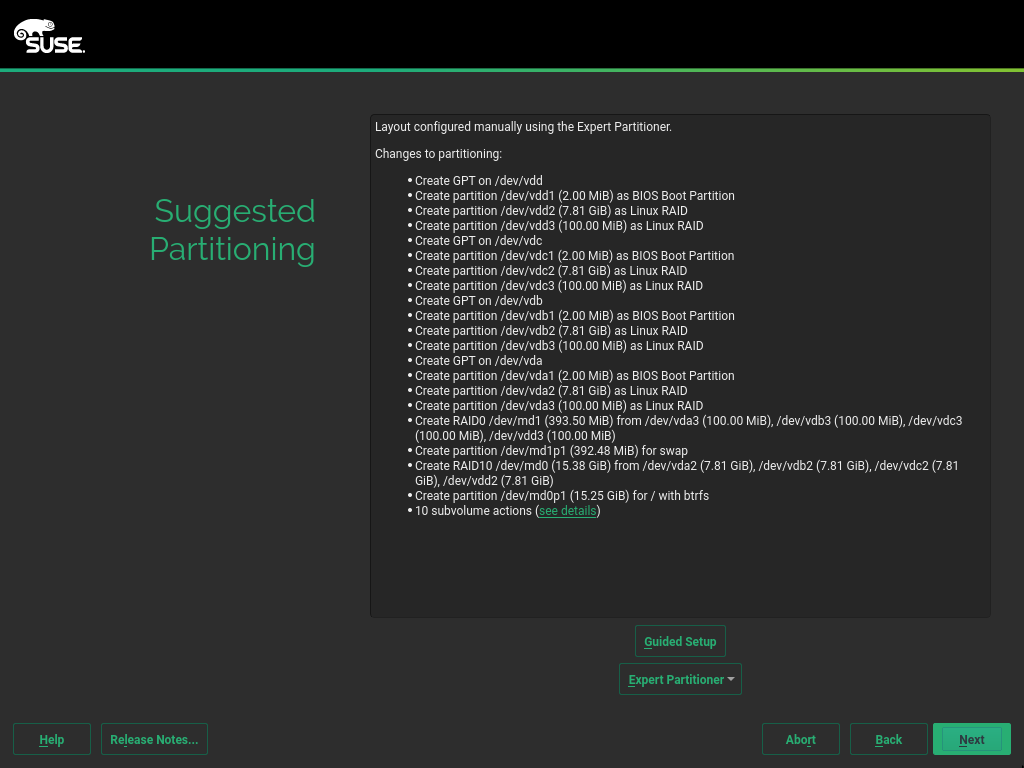 SUSE.
Suggested
Partitioning
Layout configured manually using the Expert Partitioner.
Changes to partitioning:
• Create GPT on /dev/vdd
• Create partition /dev/vdd1 (2.00 MiB) as BIOS Boot Partition
• Create partition /dev/vdd2 (7.81 GiB) as Linux RAID
• Create partition /dev/vdd3 (100.00 MiB) as Linux RAID
• Create GPT on /dev/vdc
• Create partition /dev/vdc1 (2.00 MiB) as BIOS Boot Partition
• Create partition /dev/vdc2 (7.81 GiB) as Linux RAID
• Create partition /dev/vdc3 (100.00 MiB) as Linux RAID
• Create GPT on /dev/vdb
• Create partition /dev/vdb1 (2.00 MiB) as BIOS Boot Partition
• Create partition /dev/vdb2 (7.81 GiB) as Linux RAID
• Create partition /dev/vdb3 (100.00 MiB) as Linux RAID
• Create GPT on /dev/vda
• Create partition /dev/vda1 (2.00 MiB) as BIOS Boot Partition
• Create partition /dev/vda2 (7.81 GiB) as Linux RAID
• Create partition /dev/vda3 (100.00 MiB) as Linux RAID
• Create RAID0 /dev/md1 (393.50 MiB) from /dev/vda3 (100.00 MiB), /dev/vdb3 (100.00 MiB), /dev/vdc3
(100.00 MiB), /dev/vdd3 (100.00 MiB)
• Create partition /dev/md1p1 (392.48 MiB) for swap
• Create RAID10 /dev/md0 (15.38 GiB) from /dev/vda2 (7.81 GiB), /dev/vdb2 (7.81 GiB), /dev/vdc2 (7.81
GiB), /dev/vdd2 (7.81 GiB)
• Create partition /dev/md0p1 (15.25 GiB) for / with btrfs
• 10 subvolume actions (see details)
Guided Setup
Expert Partitioner
Help
Release Notes...
Abort
Back
Next